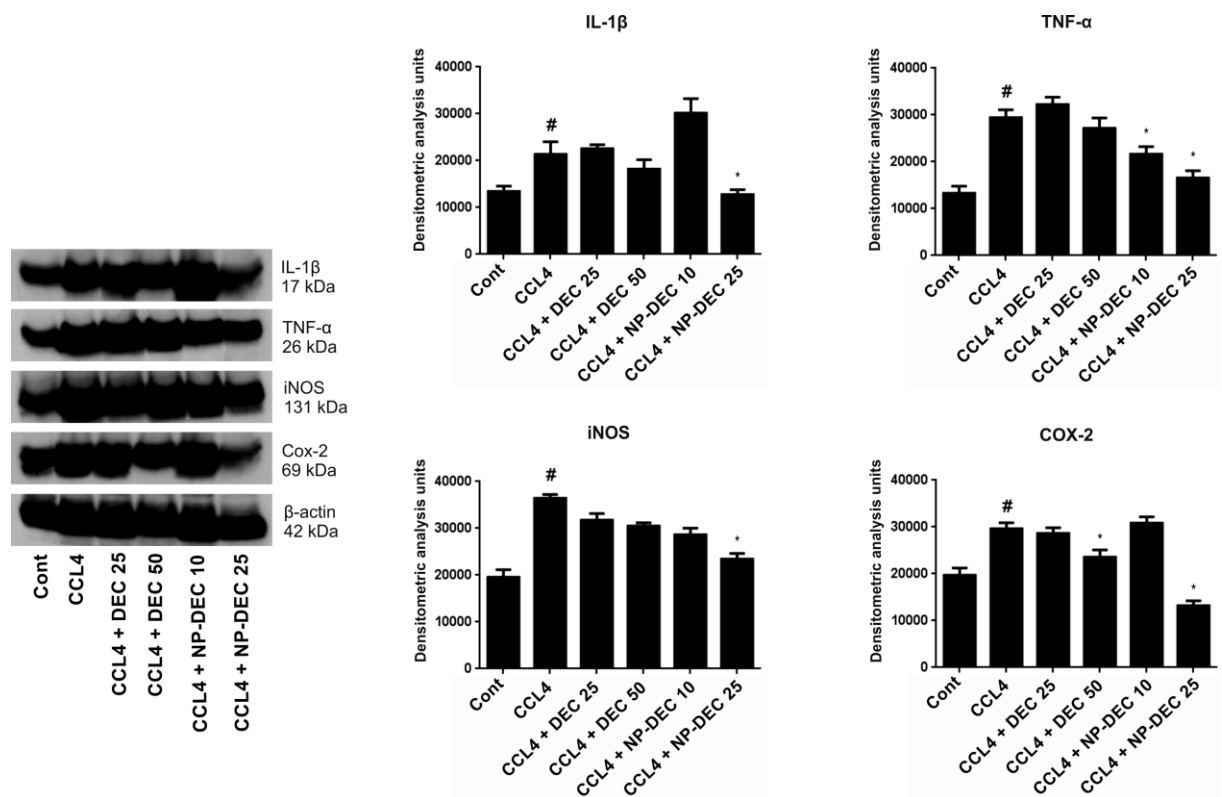 IL-1β
17 kDa
TNF-α
26 kDa
iNOS
131 kDa
Cox-2
69 kDa
β-actin
42 kDa
Cont
CCL4
CCL4 + DEC 25
CCL4 + DEC 50
CCL4 + NP-DEC 10
CCL4 + NP-DEC 25
IL-1β
Densitometric analysis units
40000
30000
20000
10000
0
#
*
Cont
CCL4
CCL4 + DEC 25
CCL4 + DEC 50
CCL4 + NP-DEC 10
CCL4 + NP-DEC 25
TNF-α
Densitometric analysis units
40000
30000
20000
10000
0
#
*
*
Cont
CCL4
CCL4 + DEC 25
CCL4 + DEC 50
CCL4 + NP-DEC 10
CCL4 + NP-DEC 25
iNOS
Densitometric analysis units
40000
30000
20000
10000
0
#
*
Cont
CCL4
CCL4 + DEC 25
CCL4 + DEC 50
CCL4 + NP-DEC 10
CCL4 + NP-DEC 25
COX-2
Densitometric analysis units
40000
30000
20000
10000
0
#
*
*
Cont
CCL4
CCL4 + DEC 25
CCL4 + DEC 50
CCL4 + NP-DEC 10
CCL4 + NP-DEC 25